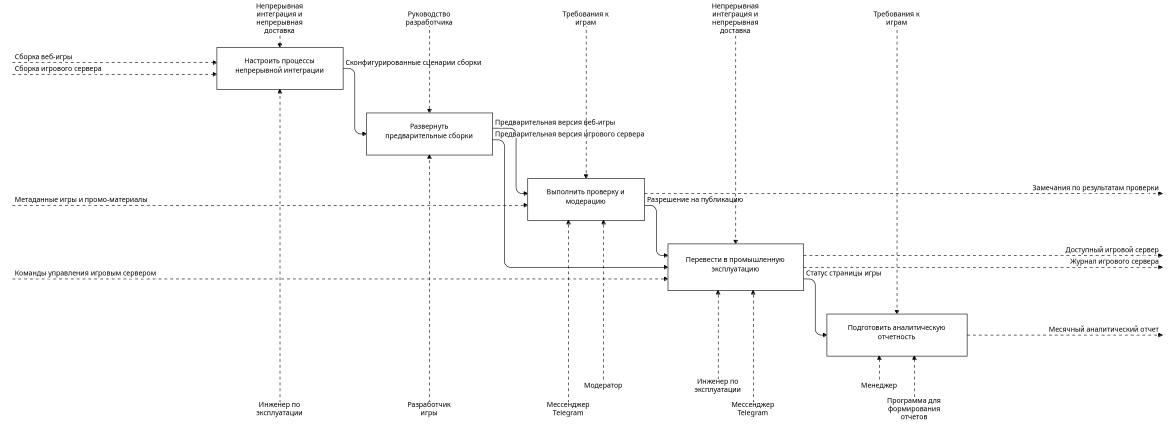 Непрерывная
интеграция и
непрерывная
доставка
Руководство
разработчика
Требования к
играм
Непрерывная
интеграция и
непрерывная
доставка
Требования к
играм
Сборка веб-игры
Сборка игрового сервера
Настроить процессы
непрерывной интеграции
Сконфигурированные сценарии сборки
Развернуть
предварительные сборки
Предварительная версия веб-игры
Предварительная версия игрового сервера
Метаданные игры и промо-материалы
Выполнить проверку и
модерацию
Замечания по результатам проверки
Разрешение на публикацию
Команды управления игровым сервером
Перевести в промышленную
эксплуатацию
Доступный игровой сервер
Журнал игрового сервера
Статус страницы игры
Подготовить аналитическую
отчетность
Месячный аналитический отчет
Инженер по
эксплуатации
Разработчик
игры
Мессенджер
Telegram
Модератор
Инженер по
эксплуатации
Мессенджер
Telegram
Менеджер
Программа для
формирования
отчетов